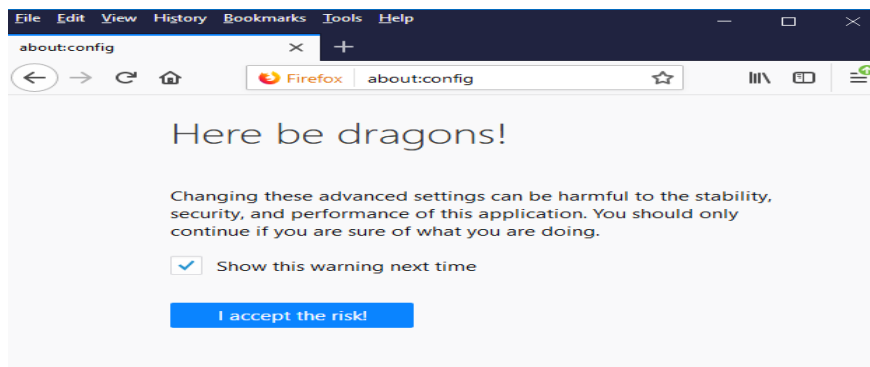 File Edit View History Bookmarks Tools Help
about:config
Firefox about:config
Here be dragons!
Changing these advanced settings can be harmful to the stability,
security, and performance of this application. You should only
continue if you are sure of what you are doing.
Show this warning next time
I accept the risk!